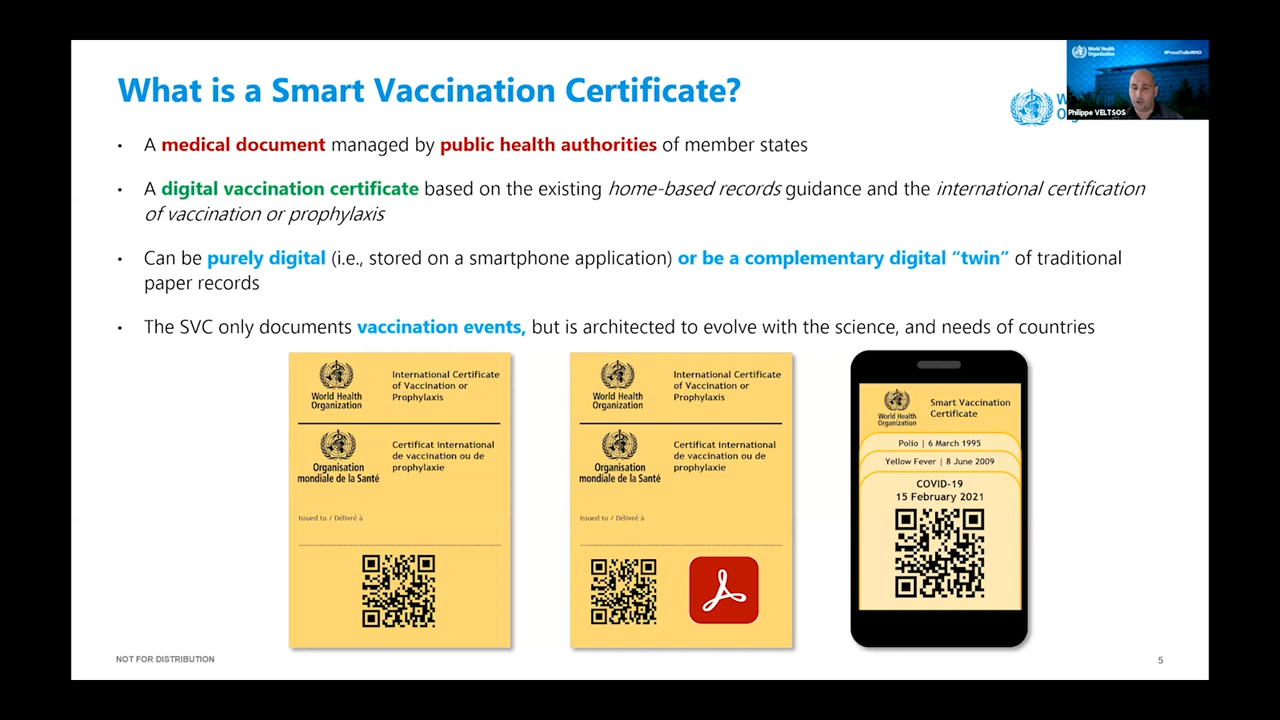 What is a Smart Vaccination Certificate?
World Health
Organization
#ProudToBeWHO
Philippe VELTSOS
• A medical document managed by public health authorities of member states
• A digital vaccination certificate based on the existing home-based records guidance and the international certification
of vaccination or prophylaxis
• Can be purely digital (i.e., stored on a smartphone application) or be a complementary digital “twin” of traditional
paper records
• The SVC only documents vaccination events, but is architected to evolve with the science, and needs of countries
World Health
Organization
International Certificate
of Vaccination or
Prophylaxis
Organisation
mondiale de la Santé
Certificat international
de vaccination ou de
prophylaxie
Issued to / Délivré à
World Health
Organization
International Certificate
of Vaccination or
Prophylaxis
Organisation
mondiale de la Santé
Certificat international
de vaccination ou de
prophylaxie
Issued to / Délivré à
World Health
Organization
Smart Vaccination
Certificate
Polio | 6 March 1995
Yellow Fever | 8 June 2009
COVID-19
15 February 2021
NOT FOR DISTRIBUTION
5